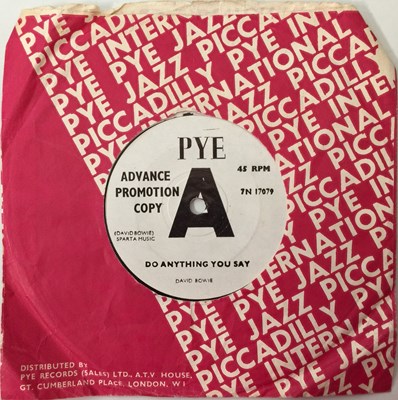 PYE INTERNATIONAL
PYE JAZZ PICCADILLY
PYE
ADVANCE
PROMOTION
COPY
A
45 RPM
7N 17079
(DAVID BOWIE)
SPARTA MUSIC
DO ANYTHING YOU SAY
DAVID BOWIE
DISTRIBUTED BY
PYE RECORDS (SALES) LTD., A.T.V HOUSE,
GT. CUMBERLAND PLACE, LONDON, W I